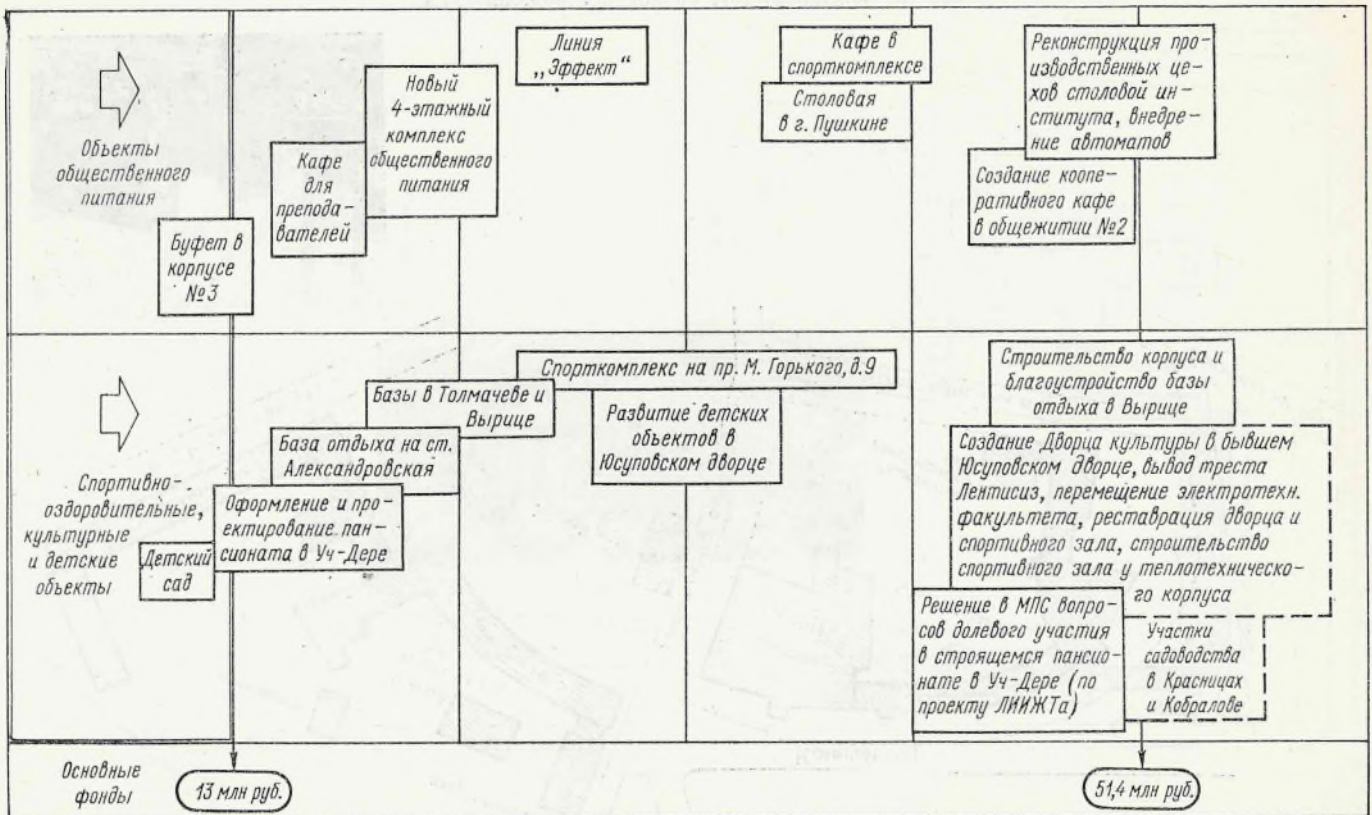 Объекты
общественного
питания
Буфет в
корпусе
№3
Кафе
для
препода-
вателей
Новый
4-этажный
комплекс
общественного
питания
Линия
„Эффект“
Кафе в
спорткомплексе
Столовая
в г. Пушкине
Реконструкция про-
изводственных це-
хов столовой ин-
ститута, внедре-
ние автоматов
Создание коопе-
ративного кафе
в общежитии №2
Спортивно-
оздоровительные,
культурные
и детские
объекты
Детский
сад
Оформление и про-
ектирование пан-
сионата в Уч-Дере
База отдыха на ст.
Александровская
Базы в Толмачеве и
Вырице
Спорткомплекс на пр. М. Горького, д.9
Развитие детских
объектов в
Юсуповском дворце
Строительство корпуса и
благоустройство базы
отдыха в Вырице
Создание Дворца культуры в бывшем
Юсуповском дворце, вывод треста
Лентисиз, перемещение электротехн.
факультета, реставрация дворца и
спортивного зала, строительство
спортивного зала у теплотехническо-
го корпуса
Решение в МПС вопро-
сов долевого участия
в строящемся пансио-
нате в Уч-Дере (по
проекту ЛИИЖТа)
Участки
садоводства
в Красницах
и Кобралове
Основные
фонды
13 млн руб.
51,4 млн руб.